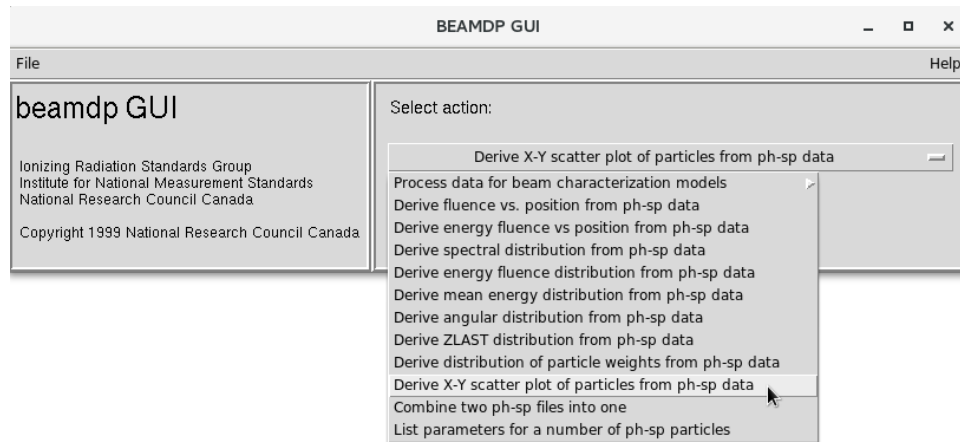 BEAMDP GUI
File
Help
beamdp GUI
Ionizing Radiation Standards Group
Institute for National Measurement Standards
National Research Council Canada
Copyright 1999 National Research Council Canada
Select action:
Derive X-Y scatter plot of particles from ph-sp data
Process data for beam characterization models
Derive fluence vs. position from ph-sp data
Derive energy fluence vs position from ph-sp data
Derive spectral distribution from ph-sp data
Derive energy fluence distribution from ph-sp data
Derive mean energy distribution from ph-sp data
Derive angular distribution from ph-sp data
Derive ZLAST distribution from ph-sp data
Derive distribution of particle weights from ph-sp data
Derive X-Y scatter plot of particles from ph-sp data
Combine two ph-sp files into one
List parameters for a number of ph-sp particles